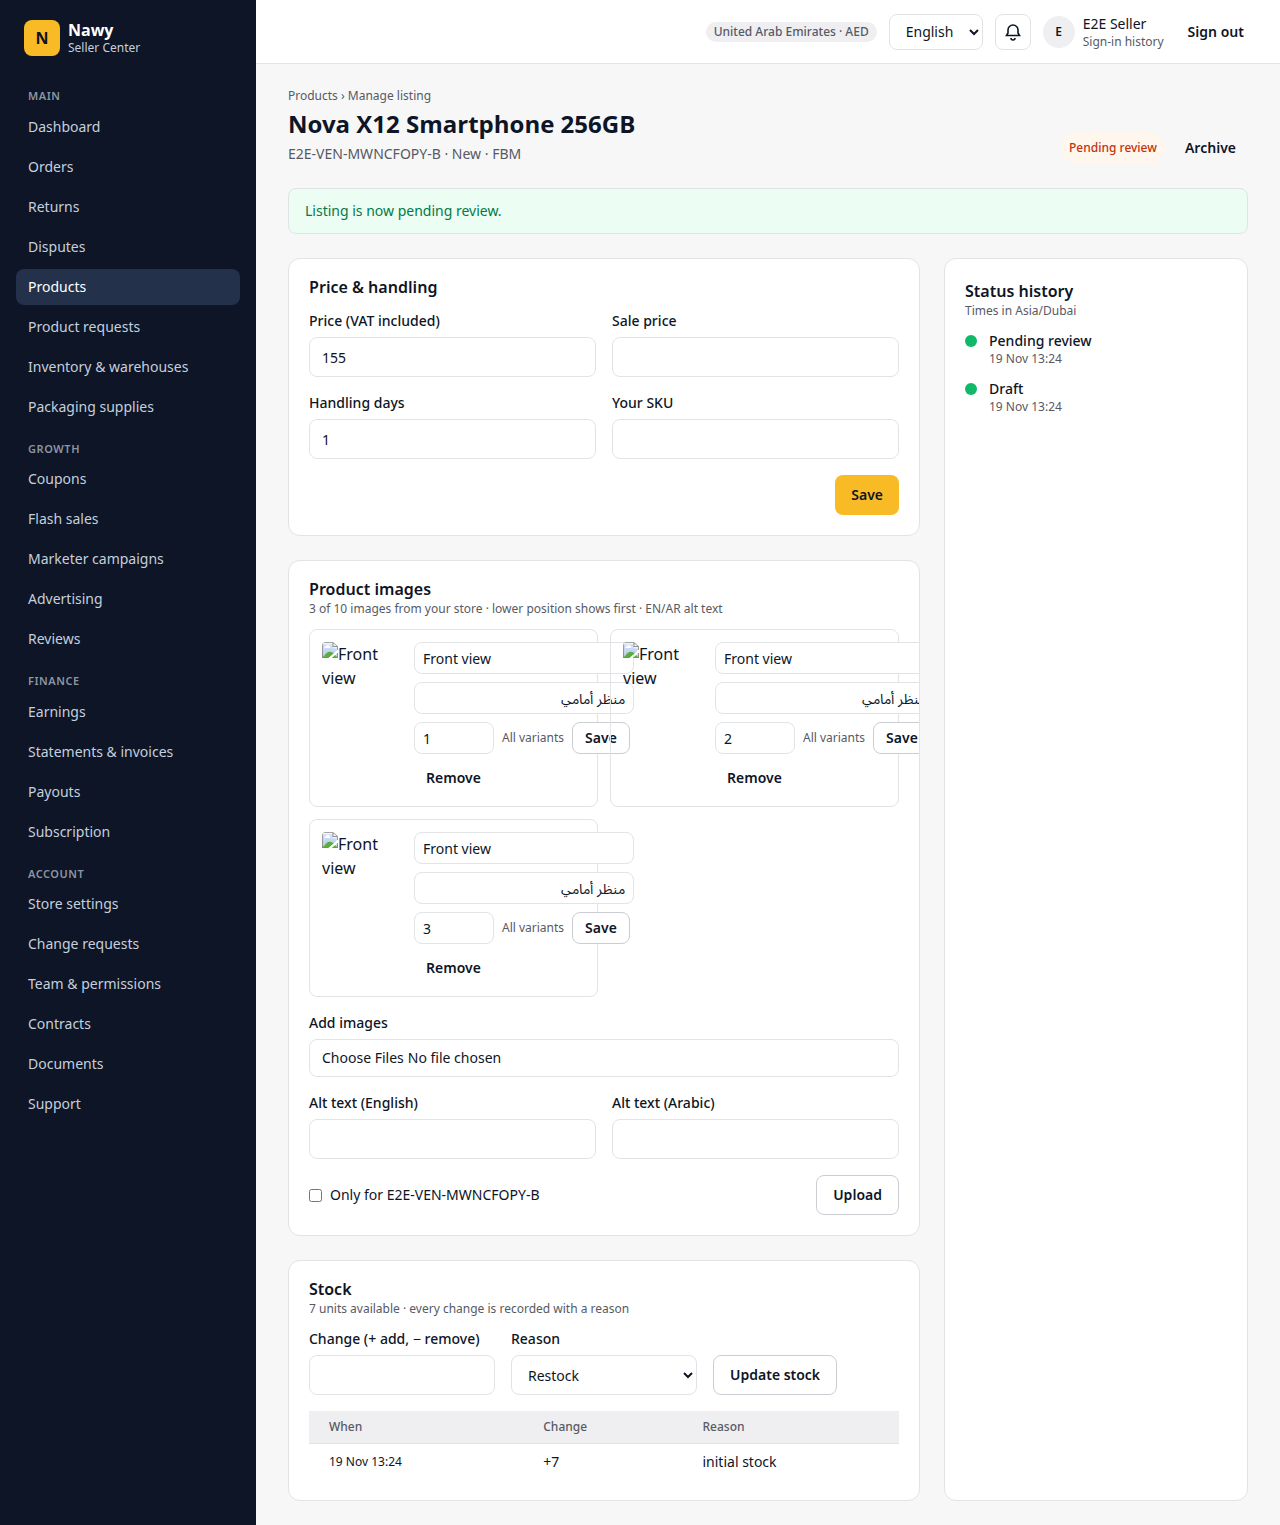 N
Nawy
Seller Center
MAIN
Dashboard
Orders
Returns
Disputes
Products
Product requests
Inventory & warehouses
Packaging supplies
GROWTH
Coupons
Flash sales
Marketer campaigns
Advertising
Reviews
FINANCE
Earnings
Statements & invoices
Payouts
Subscription
ACCOUNT
Store settings
Change requests
Team & permissions
Contracts
Documents
Support
United Arab Emirates · AED
English
E
E2E Seller
Sign-in history
Sign out
Products › Manage listing
Nova X12 Smartphone 256GB
E2E-VEN-MWNCFOPY-B · New · FBM
Pending review
Archive
Listing is now pending review.
Price & handling
Price (VAT included)
Sale price
155
Handling days
Your SKU
1
Save
Product images
3 of 10 images from your store · lower position shows first · EN/AR alt text
Front view
Front view
منظر أمامي
1
All variants
Save
Remove
Front view
Front view
منظر أمامي
2
All variants
Save
Remove
Front view
Front view
منظر أمامي
3
All variants
Save
Remove
Add images
Choose Files No file chosen
Alt text (English)
Alt text (Arabic)
Only for E2E-VEN-MWNCFOPY-B
Upload
Stock
7 units available · every change is recorded with a reason
Change (+ add, − remove)
Reason
Restock
Update stock
When Change Reason
19 Nov 13:24 +7 initial stock
Status history
Times in Asia/Dubai
Pending review
19 Nov 13:24
Draft
19 Nov 13:24